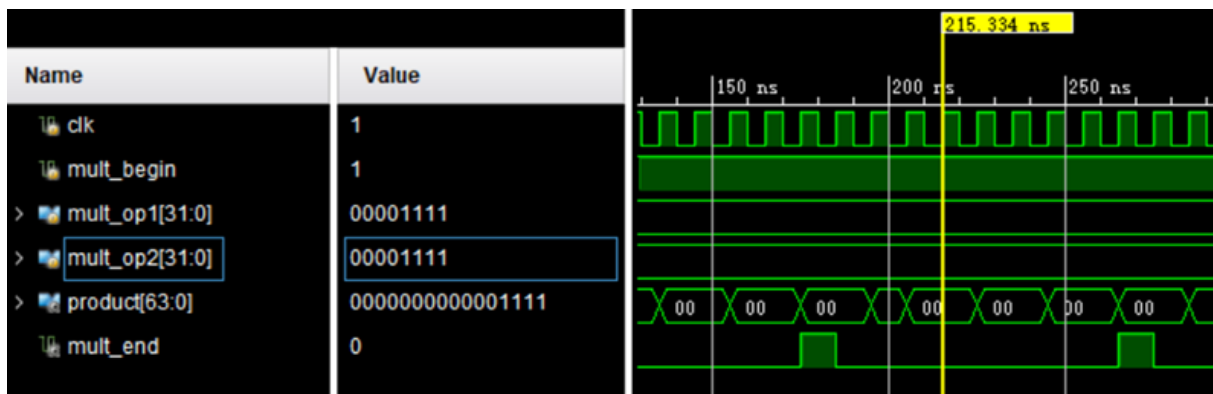 215.334 ns
Name Value
150 ns 200 ns 250 ns
clk 1
mult_begin 1
mult_op1[31:0] 00001111
mult_op2[31:0] 00001111
product[63:0] 0000000000001111 00 00 00 00 00 00 00
mult_end 0